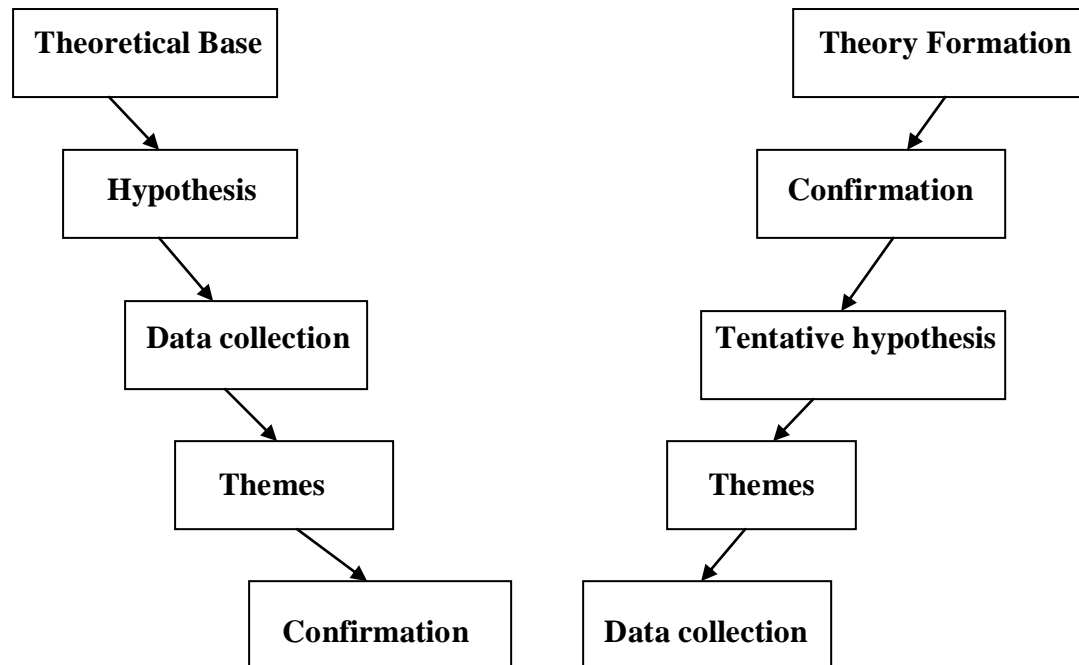 Theoretical Base
Theory Formation
Hypothesis
Confirmation
Data collection
Tentative hypothesis
Themes
Themes
Confirmation
Data collection